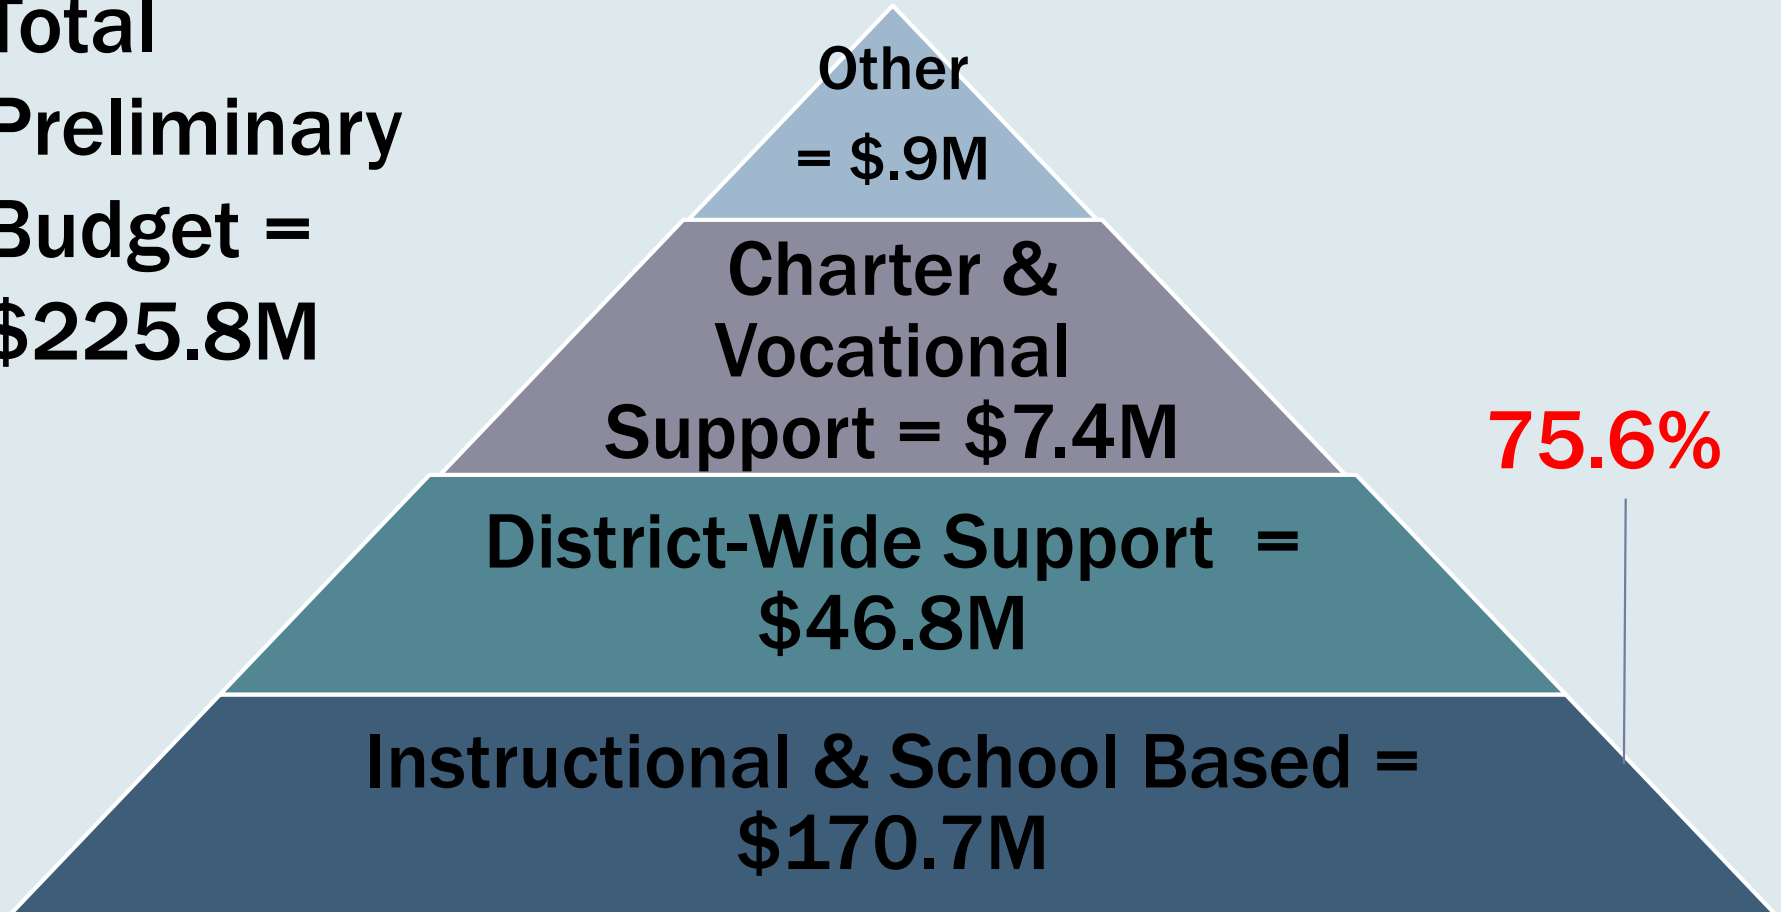 Total
Preliminary
Budget =
$225.8M
Other
= $.9M
Charter &
Vocational
Support = $7.4M
75.6%
District-Wide Support =
$46.8M
Instructional & School Based =
$170.7M